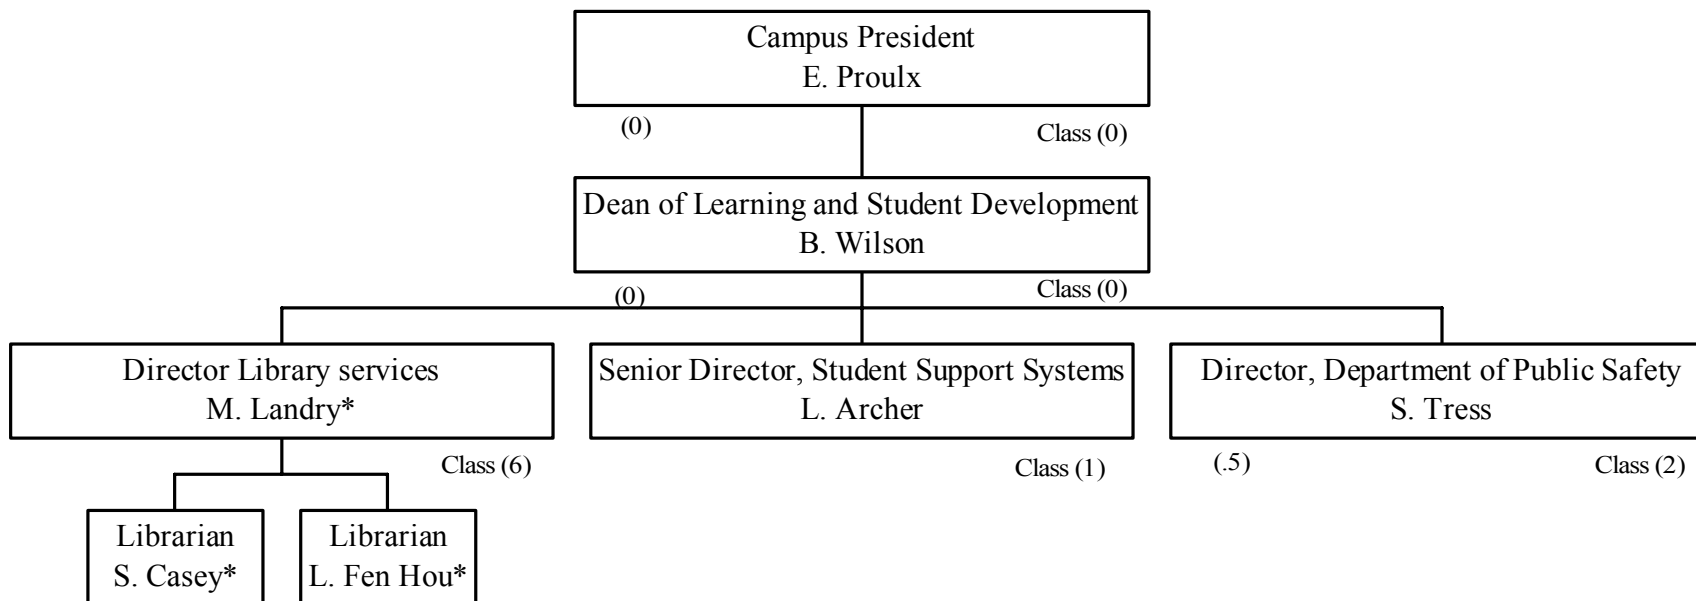 Campus President
E. Proulx
(0)
Class (0)
Dean of Learning and Student Development
B. Wilson
(0)
Class (0)
Director Library services
M. Landry*
Class (6)
Senior Director, Student Support Systems
L. Archer
Class (1)
Director, Department of Public Safety
S. Tress
(.5)
Class (2)
Librarian
S. Casey*
Librarian
L. Fen Hou*